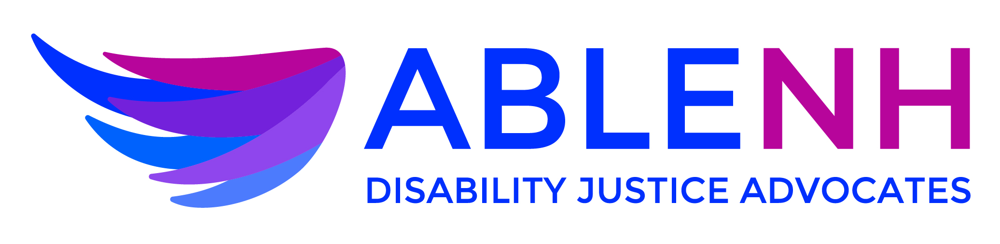 ABLENH
DISABILITY JUSTICE ADVOCATES